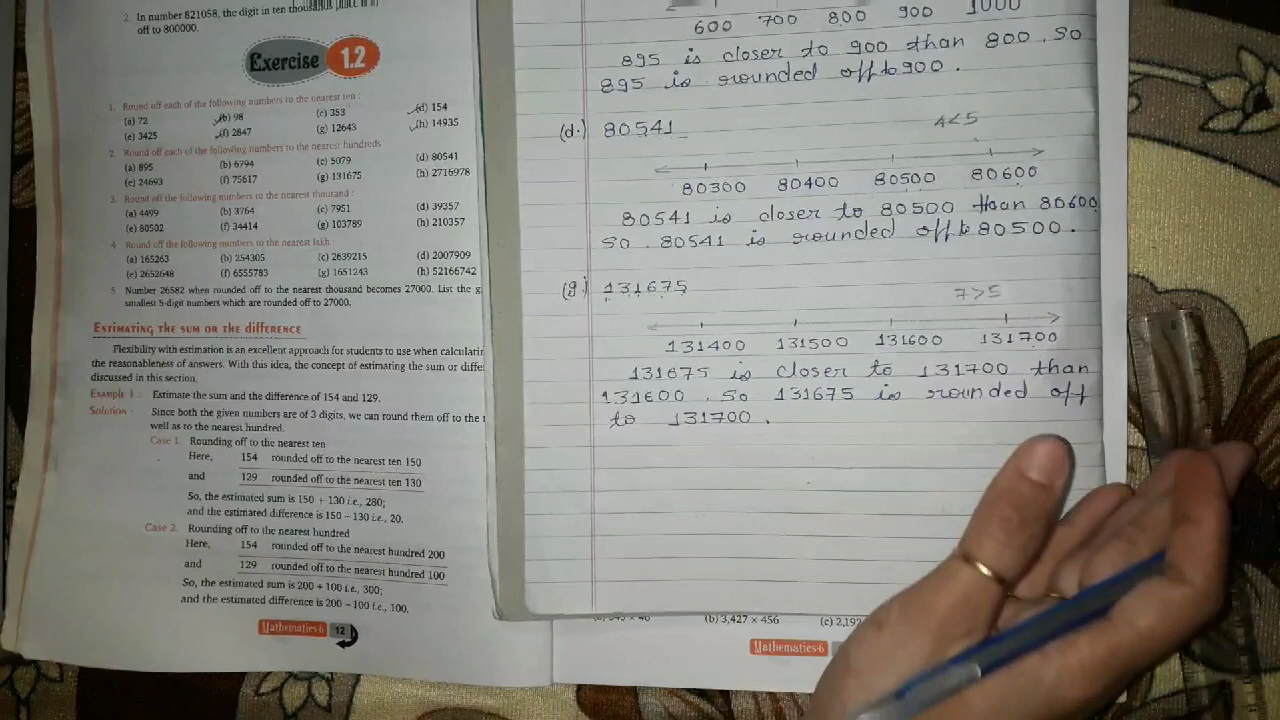 2. In number 821058, the digit in ten thousands place is
off to 800000.
Exercise 1.2
1. Round off each of the following numbers to the nearest ten :
(a) 72 (b) 98 (c) 353 (d) 154
(e) 3425 (f) 2847 (g) 12643 (h) 14935
2. Round off each of the following numbers to the nearest hundreds
(a) 895 (b) 6794 (c) 5079 (d) 80541
(e) 24693 (f) 75617 (g) 131675 (h) 2716978
3. Round off the following numbers to the nearest thousand :
(a) 4499 (b) 3764 (c) 7951 (d) 39357
(e) 80502 (f) 34414 (g) 103789 (h) 210357
4. Round off the following numbers to the nearest lakh :
(a) 165263 (b) 254305 (c) 2639215 (d) 2007909
(e) 2652648 (f) 6555783 (g) 1651243 (h) 52166742
5. Number 26582 when rounded off to the nearest thousand becomes 27000. List the g
smallest 5-digit numbers which are rounded off to 27000.
ESTIMATING THE SUM OR THE DIFFERENCE
Flexibility with estimation is an excellent approach for students to use when calculatin
the reasonableness of answers. With this idea, the concept of estimating the sum or differe
discussed in this section.
EXAMPLE 1. : Estimate the sum and the difference of 154 and 129.
SOLUTION : Since both the given numbers are of 3 digits, we can round them off to the
well as to the nearest hundred.
Case 1. Rounding off to the nearest ten
Here, 154 rounded off to the nearest ten 150
and 129 rounded off to the nearest ten 130
So, the estimated sum is 150 + 130 i.e., 280;
and the estimated difference is 150 – 130 i.e., 20.
Case 2. Rounding off to the nearest hundred
Here, 154 rounded off to the nearest hundred 200
and 129 rounded off to the nearest hundred 100
So, the estimated sum is 200 + 100 i.e., 300;
and the estimated difference is 200 – 100 i.e., 100.
Mathematics-6 12
600 700 800 900 1000
895 is closer to 900 than 800. So
895 is rounded off to 900.
(d.) 80541 4<5
80300 80400 80500 80600
80541 is closer to 80500 than 80600
so. 80541 is rounded off to 80500.
(g) 131675 7>5
131400 131500 131600 131700
131675 is closer to 131700 than
131600. So 131675 is rounded off
to 131700.
(b) 3,427 × 456 (c) 2,192
Mathematics-6